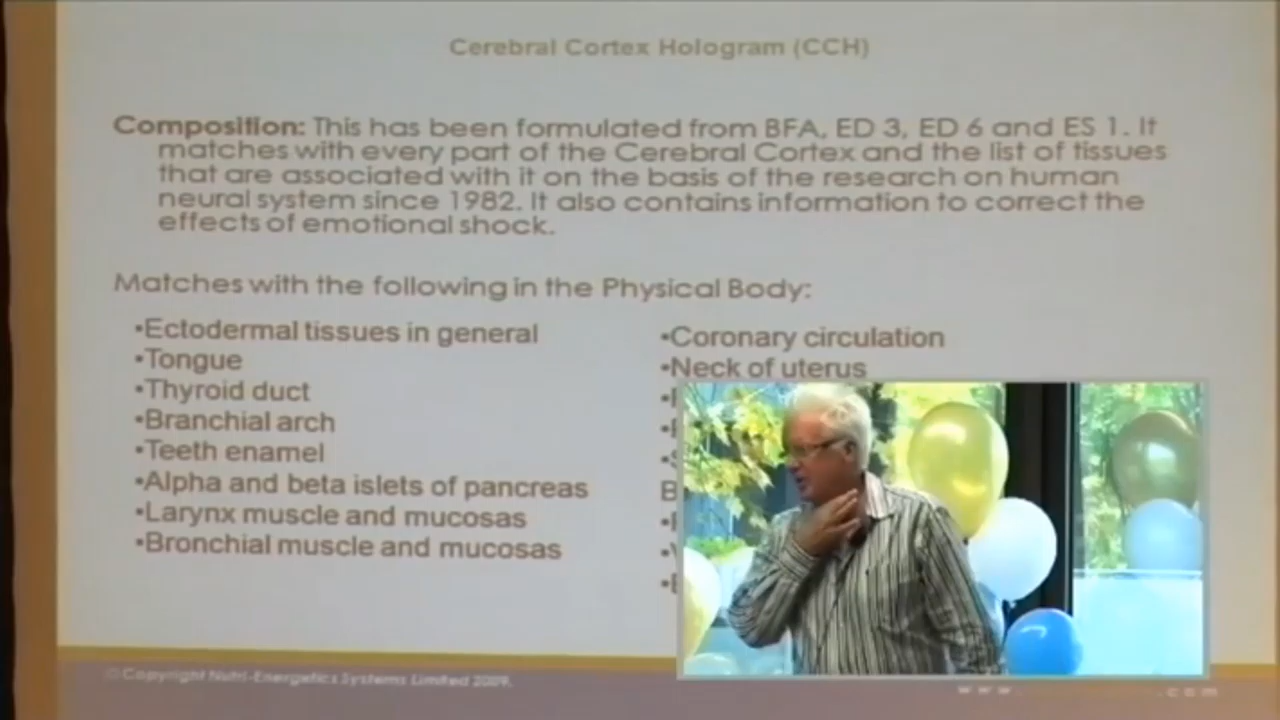 Cerebral Cortex Hologram (CCH)
Composition: This has been formulated from BFA, ED 3, ED 6 and ES 1. It
matches with every part of the Cerebral Cortex and the list of tissues
that are associated with it on the basis of the research on human
neural system since 1982. It also contains information to correct the
effects of emotional shock.
Matches with the following in the Physical Body:
•Ectodermal tissues in general
•Tongue
•Thyroid duct
•Branchial arch
•Teeth enamel
•Alpha and beta islets of pancreas
•Larynx muscle and mucosas
•Bronchial muscle and mucosas
•Coronary circulation
•Neck of uterus
© Copyright Nutri-Energetics Systems Limited 2009.